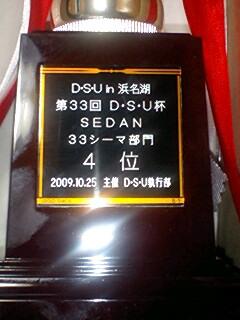 D・S・U in 浜名湖
第33回 D・S・U杯
SEDAN
33シーマ部門
4 位
2009.10.25 主催 D・S・U執行部